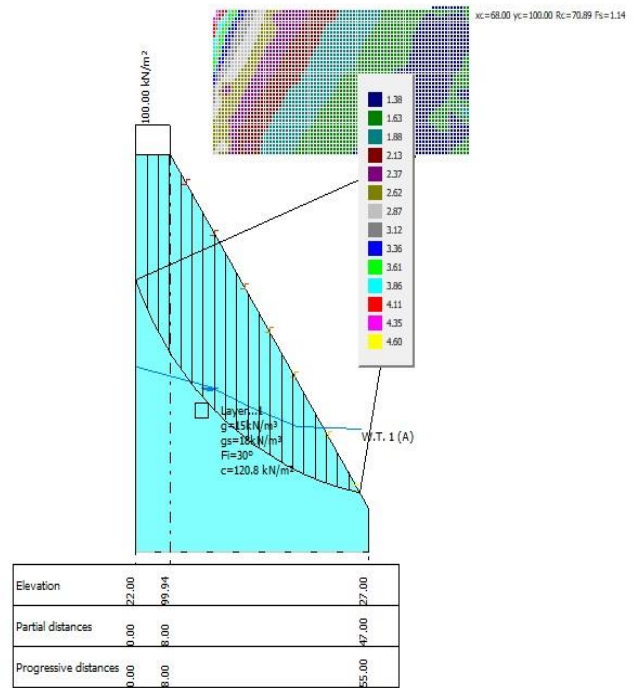 xc=68.00 yc=100.00 Rc=70.89 Fs=1.14
100.00 kN/m²
1.38
1.63
1.88
2.13
2.37
2.62
2.87
3.12
3.36
3.61
3.86
4.11
4.35
4.60
W.T. 1 (A)
Layer...1
g=15kN/m³
gs=18kN/m³
Fi=30°
c=120.8 kN/m²
Elevation 22.00 99.94 27.00
Partial distances 0.00 8.00 47.00
Progressive distances 0.00 8.00 55.00